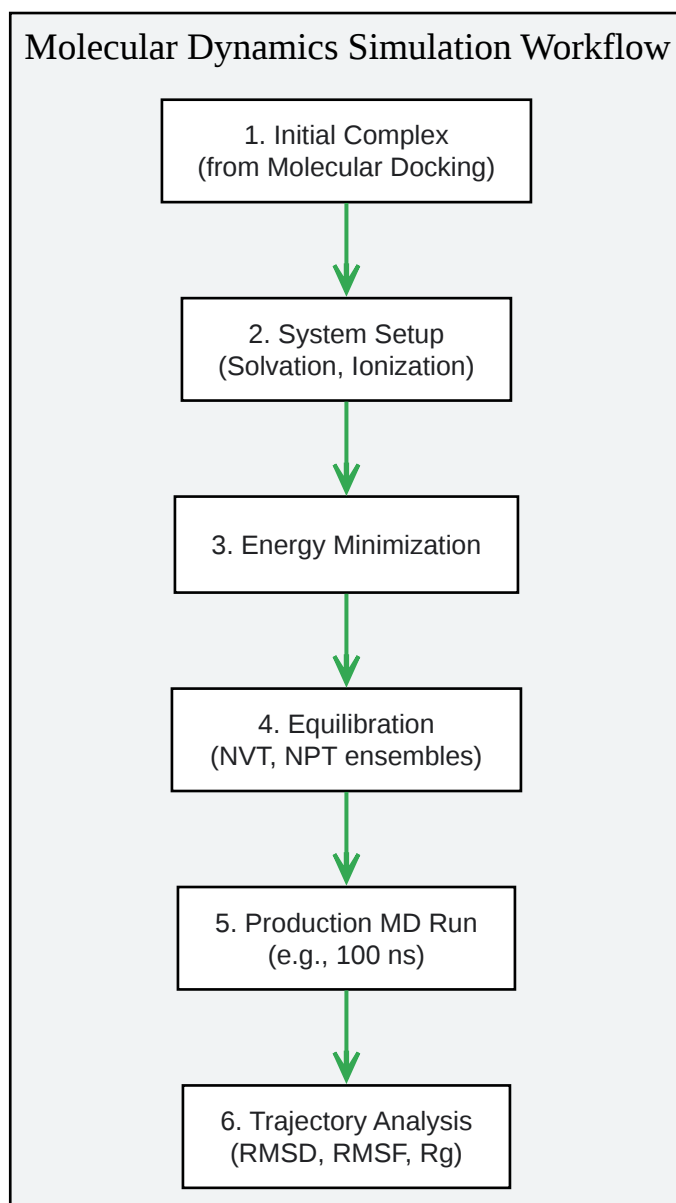 Molecular Dynamics Simulation Workflow
1. Initial Complex
(from Molecular Docking)
2. System Setup
(Solvation, Ionization)
3. Energy Minimization
4. Equilibration
(NVT, NPT ensembles)
5. Production MD Run
(e.g., 100 ns)
6. Trajectory Analysis
(RMSD, RMSF, Rg)